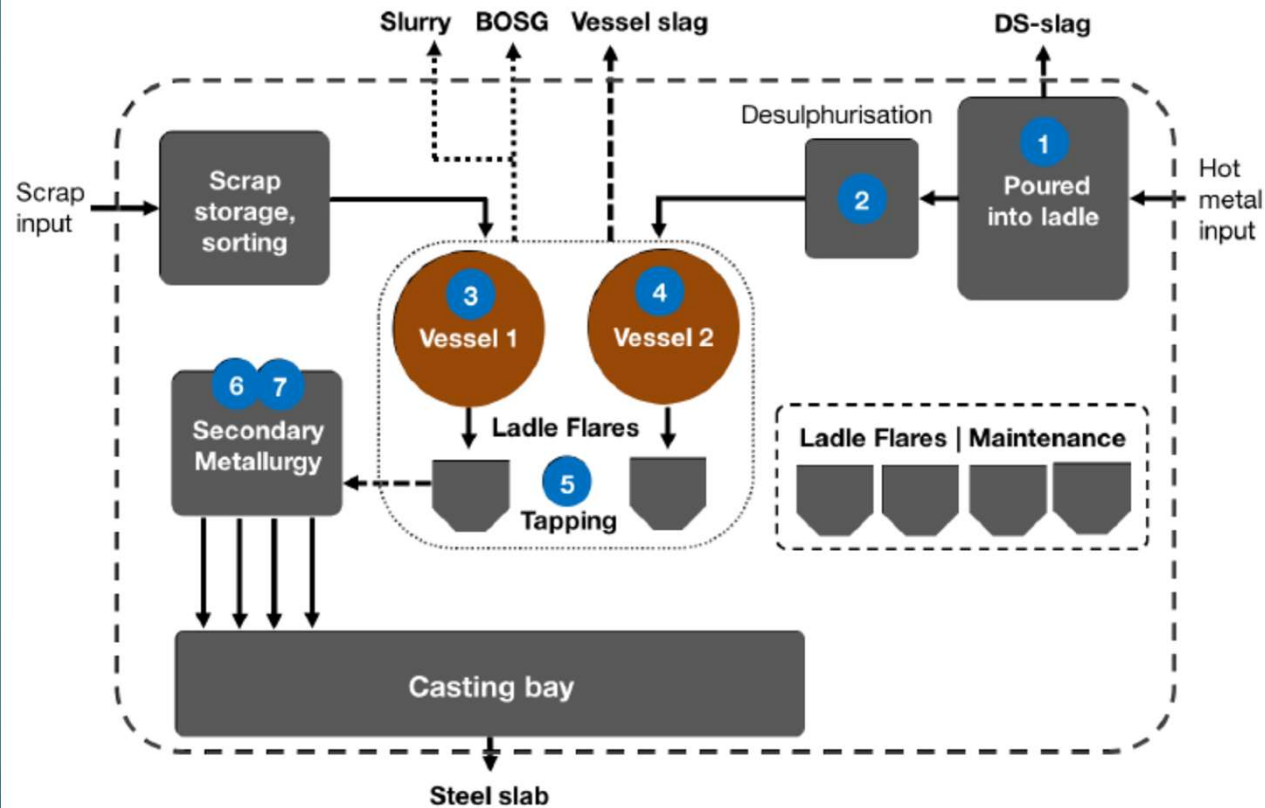 Slurry
BOSG
Vessel slag
DS-slag
Desulphurisation
1
Poured
into ladle
2
Hot
metal
input
Scrap
input
Scrap
storage,
sorting
3
Vessel 1
4
Vessel 2
6
7
Secondary
Metallurgy
Ladle Flares
5
Tapping
Ladle Flares | Maintenance
Casting bay
Steel slab